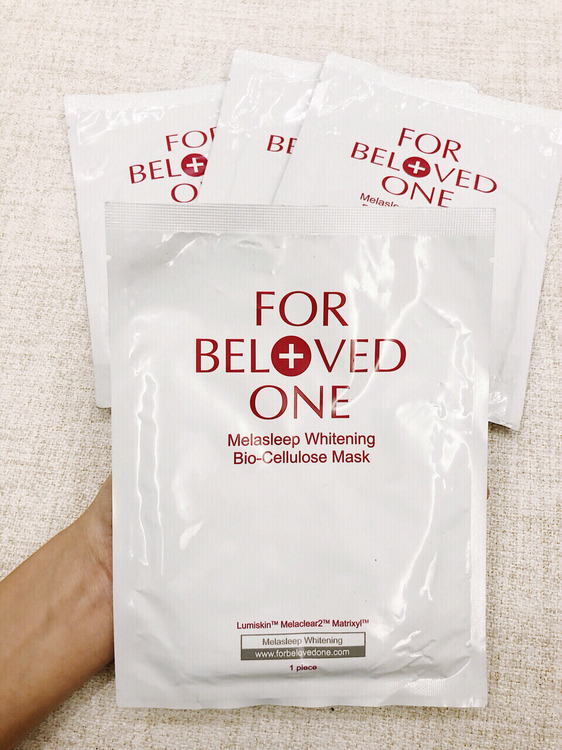 FOR
BELOVED
ONE
FOR
BELOVED
ONE
Melasleep Whitening
Bio-Cellulose Mask
Lumiskin™ Melaclear2™ Matrixyl™
Melasleep Whitening
www.forbelovedone.com
1 piece